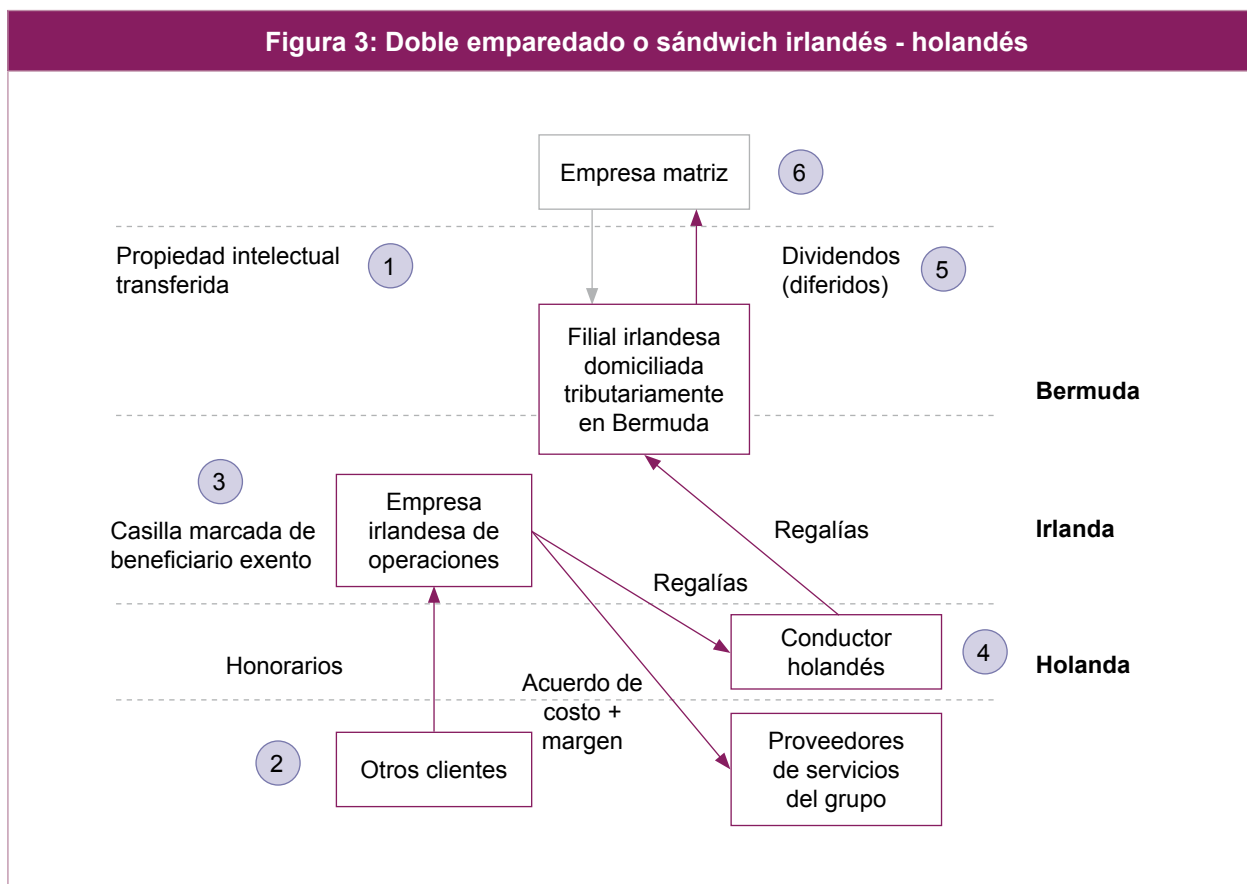 Figura 3: Doble emparedado o sándwich irlandés - holandés
Empresa matriz
6
Propiedad intelectual
transferida
1
Dividendos
(diferidos)
5
Filial irlandesa
domiciliada
tributariamente
en Bermuda
Bermuda
3
Casilla marcada de
beneficiario exento
Empresa
irlandesa de
operaciones
Regalías
Irlanda
Regalías
Honorarios
Conductor
holandés
4
Holanda
Acuerdo de
costo +
margen
2
Otros clientes
Proveedores
de servicios
del grupo